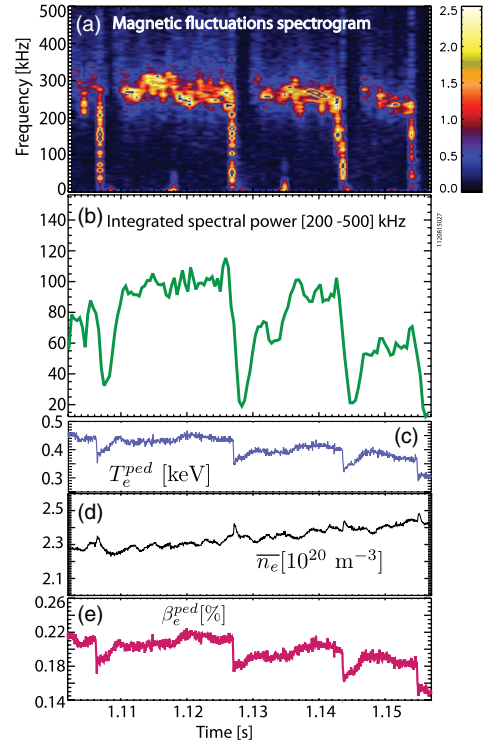 (a) Magnetic fluctuations spectrogram
Frequency [kHz]
500
400
300
200
100
0
2.5
2.0
1.5
1.0
0.5
0.0
(b) Integrated spectral power [200 -500] kHz
1120815027
140
120
100
80
60
40
20
(c)
0.5
0.4
0.3
T_e^{ped} [keV]
(d)
2.5
2.3
2.1
\overline{n_e}[10^{20} m^{-3}]
(e)
β_e^{ped}[%]
0.26
0.22
0.18
0.14
1.11 1.12 1.13 1.14 1.15
Time [s]